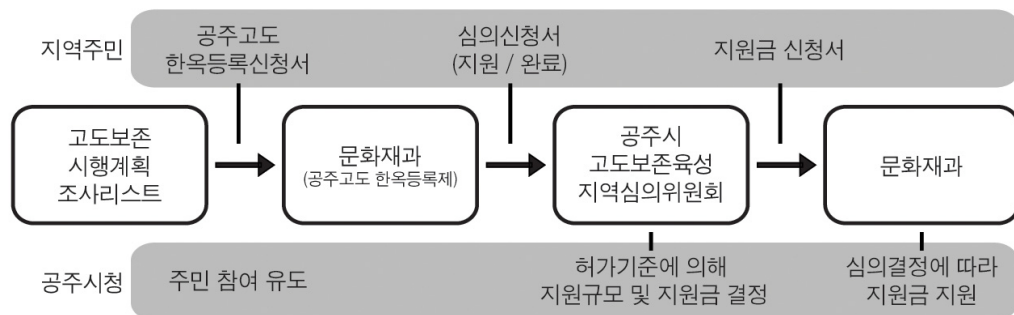 지역주민
공주고도
한옥등록신청서
심의신청서
(지원 / 완료)
지원금 신청서
고도보존
시행계획
조사리스트
문화재과
(공주고도 한옥등록제)
공주시
고도보존육성
지역심의위원회
문화재과
공주시청
주민 참여 유도
허가기준에 의해
지원규모 및 지원금 결정
심의결정에 따라
지원금 지원